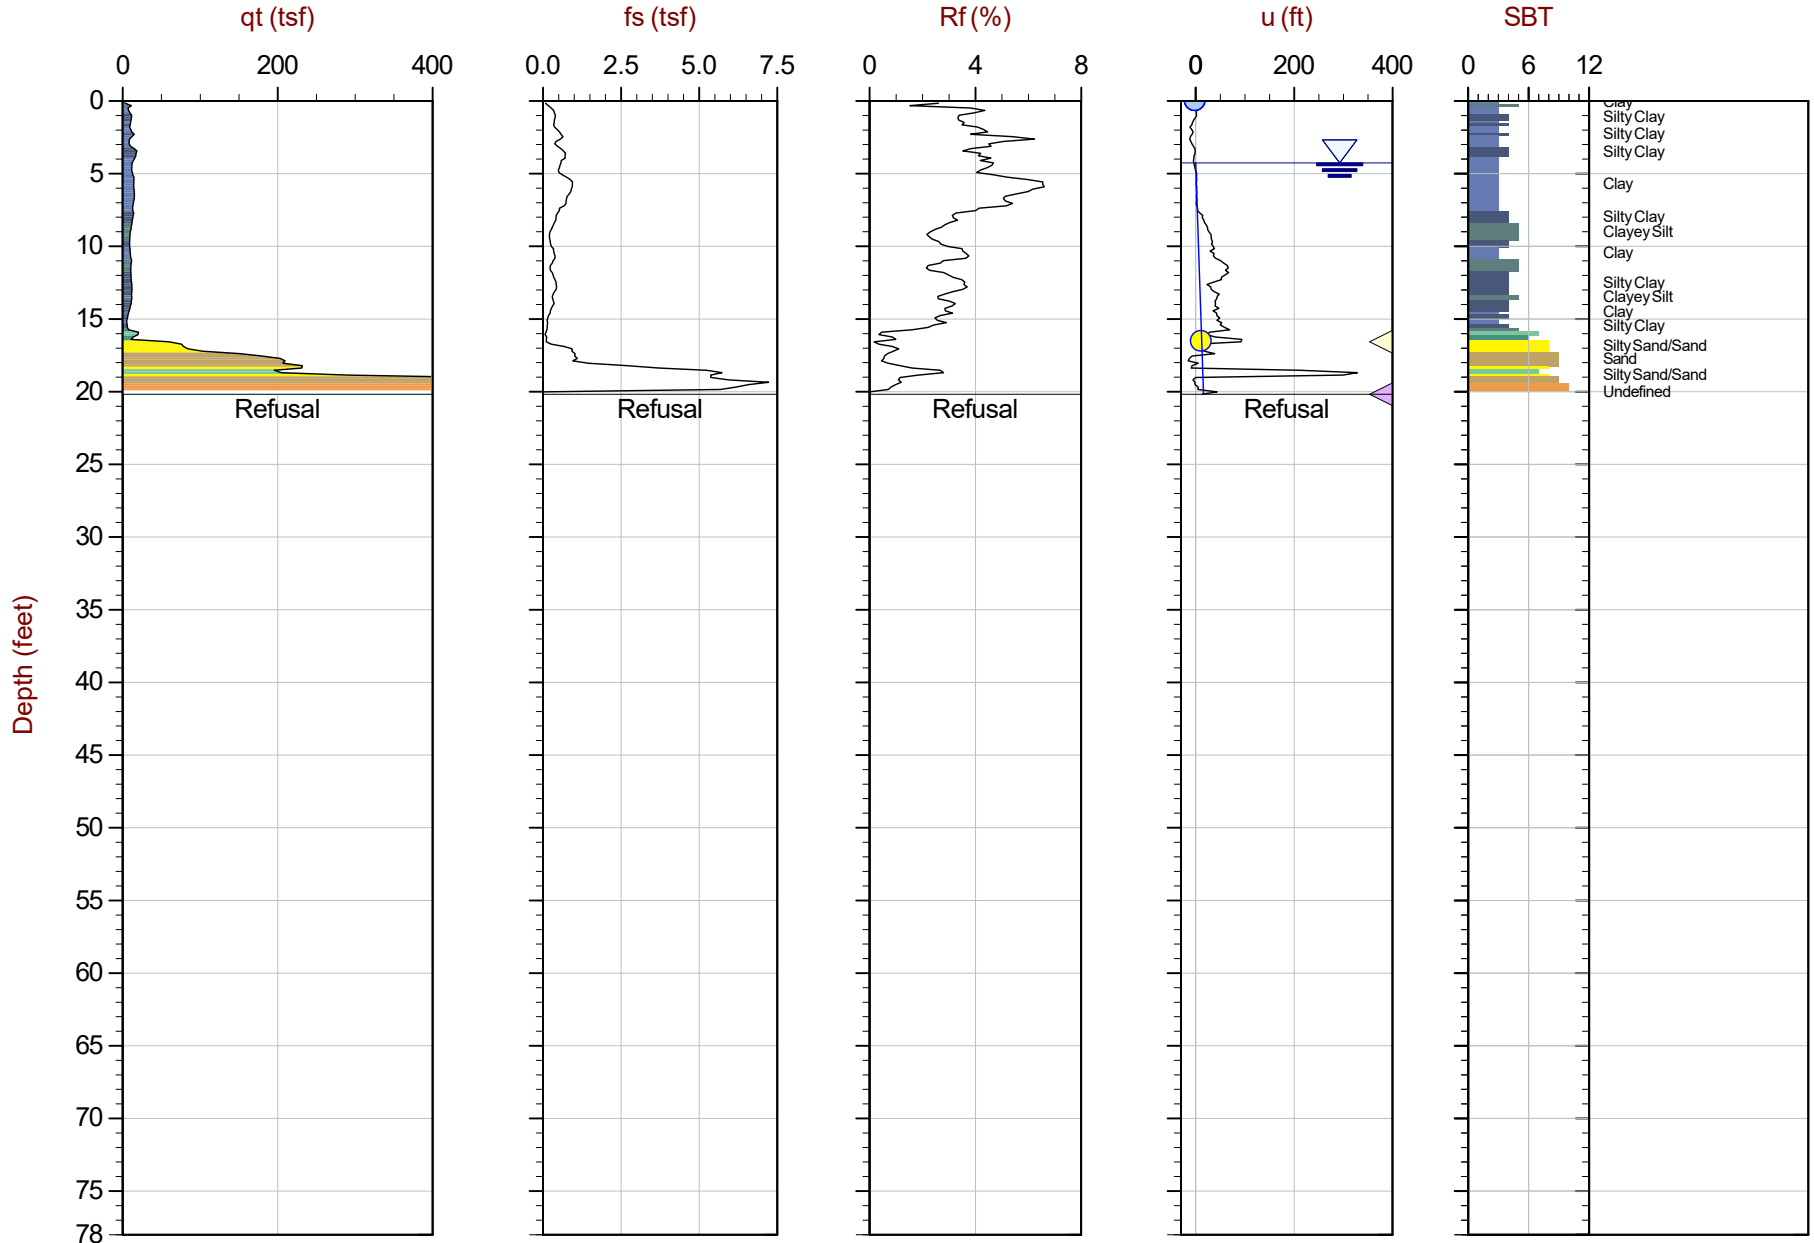 qt (tsf)
fs (tsf)
Rf (%)
u (ft)
SBT
0 200 400
0.0 2.5 5.0 7.5
0 4 8
0 200 400
0 6 12
Depth (feet)
0
5
10
15
20
25
30
35
40
45
50
55
60
65
70
75
78
Refusal
Refusal
Refusal
Refusal
Clay
Silty Clay
Silty Clay
Silty Clay
Clay
Silty Clay
Clayey Silt
Clay
Silty Clay
Clayey Silt
Clay
Silty Clay
Silty Sand/Sand
Sand
Silty Sand/Sand
Undefined